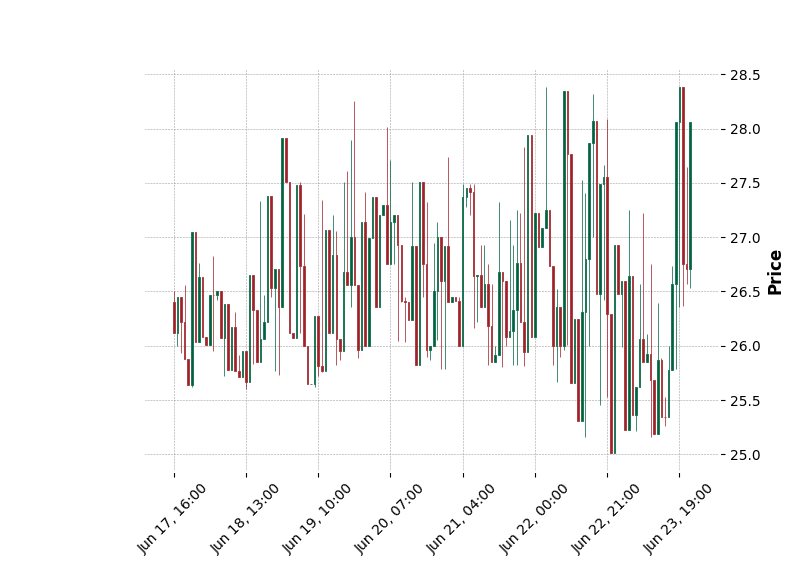 28.5
28.0
27.5
27.0
26.5
26.0
25.5
25.0
Price
Jun 17, 16:00
Jun 18, 13:00
Jun 19, 10:00
Jun 20, 07:00
Jun 21, 04:00
Jun 22, 00:00
Jun 22, 21:00
Jun 23, 19:00